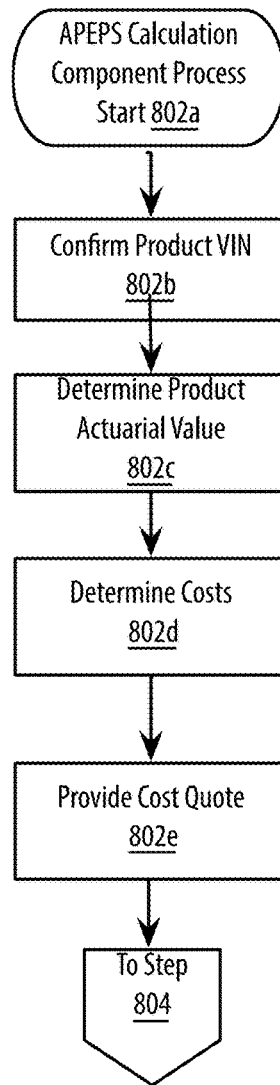 APEPS Calculation
Component Process
Start 802a
Confirm Product VIN
802b
Determine Product
Actuarial Value
802c
Determine Costs
802d
Provide Cost Quote
802e
To Step
804